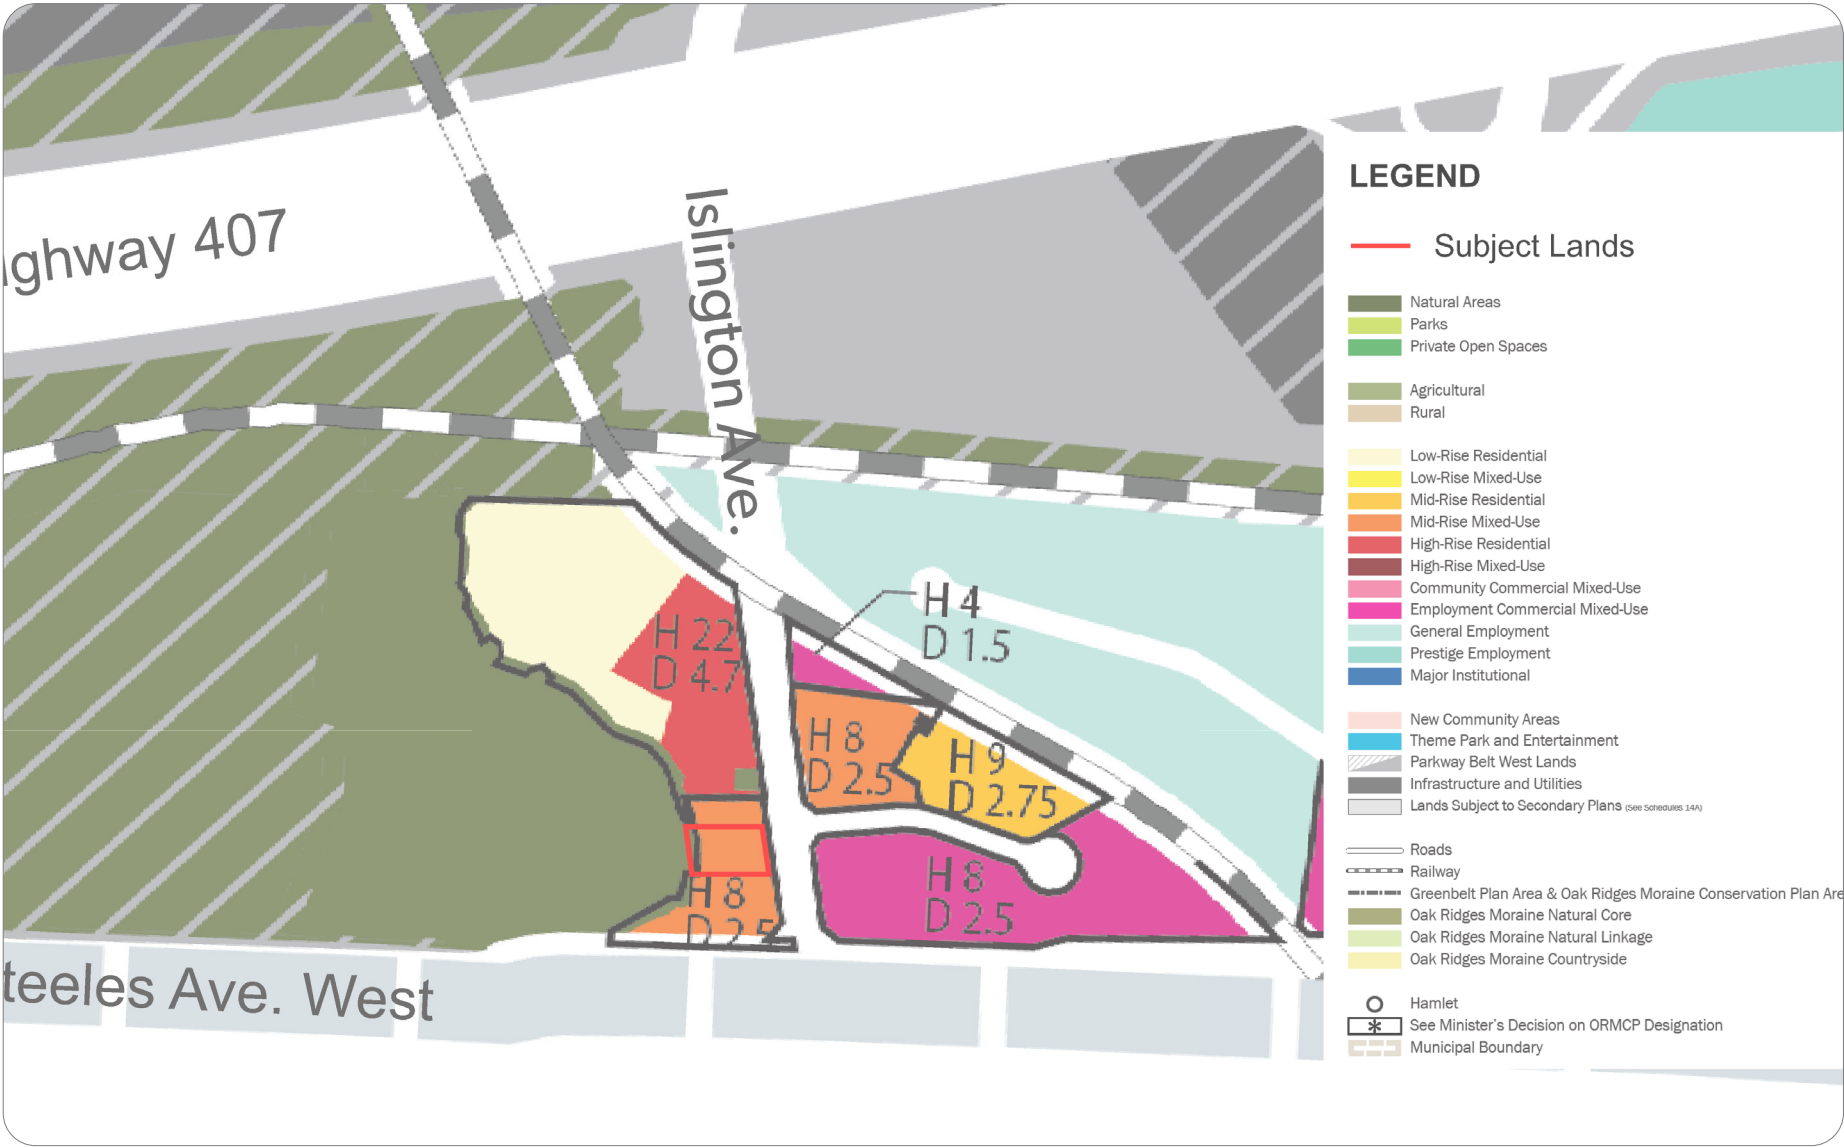 ighway 407
Islington Ave.
H 4
D 1.5
H 22
D 4.7
H 8
D 2.5
H 9
D 2.75
H 8
D 2.5
H 8
D 2.5
teeles Ave. West
LEGEND
Subject Lands
Natural Areas
Parks
Private Open Spaces
Agricultural
Rural
Low-Rise Residential
Low-Rise Mixed-Use
Mid-Rise Residential
Mid-Rise Mixed-Use
High-Rise Residential
High-Rise Mixed-Use
Community Commercial Mixed-Use
Employment Commercial Mixed-Use
General Employment
Prestige Employment
Major Institutional
New Community Areas
Theme Park and Entertainment
Parkway Belt West Lands
Infrastructure and Utilities
Lands Subject to Secondary Plans (See Schedules 14A)
Roads
Railway
Greenbelt Plan Area & Oak Ridges Moraine Conservation Plan Are
Oak Ridges Moraine Natural Core
Oak Ridges Moraine Natural Linkage
Oak Ridges Moraine Countryside
Hamlet
See Minister's Decision on ORMCP Designation
Municipal Boundary